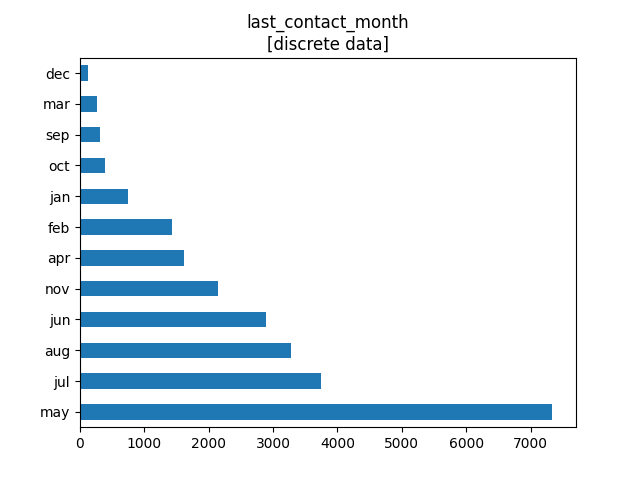 last_contact_month
[discrete data]
dec
mar
sep
oct
jan
feb
apr
nov
jun
aug
jul
may
0 1000 2000 3000 4000 5000 6000 7000